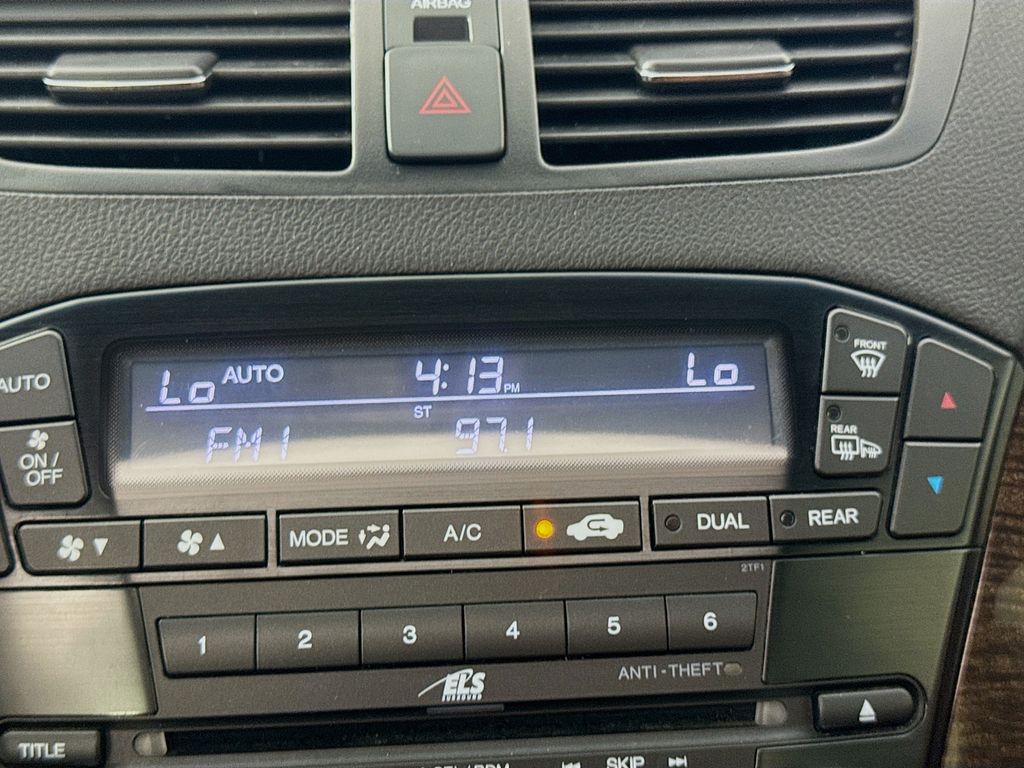 AIRBAG
Lo AUTO 4:13 PM Lo
ST
FM1 97.1
AUTO
ON/
OFF
FRONT
REAR
MODE A/C DUAL REAR
2TF1
1 2 3 4 5 6
ANTI-THEFT
ELS
SURROUND
TITLE
SKIP